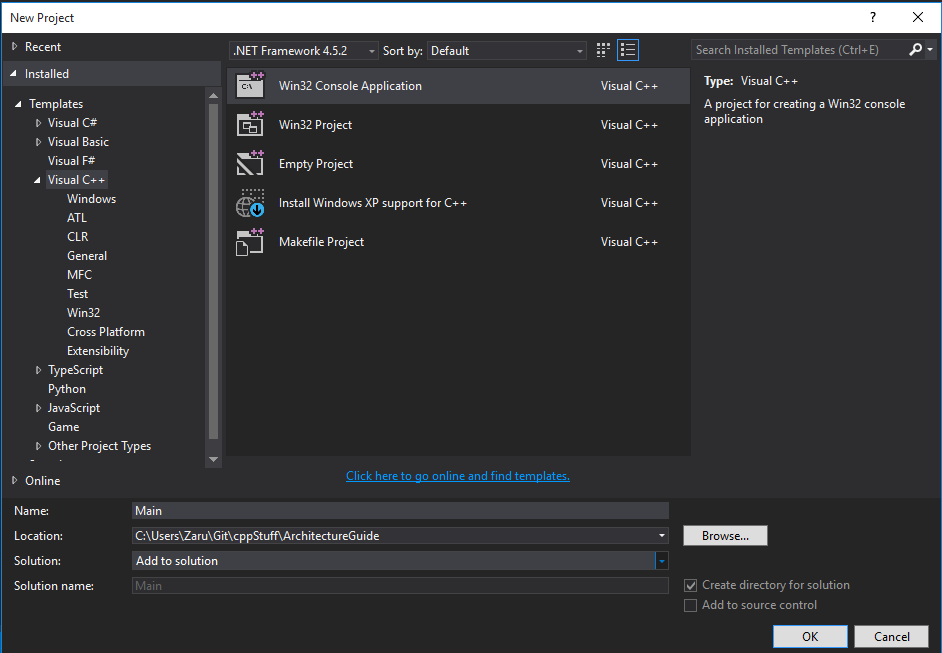 New Project
?
Recent
.NET Framework 4.5.2
Sort by:
Default
Search Installed Templates (Ctrl+E)
Installed
Templates
Visual C#
Visual Basic
Visual F#
Visual C++
Windows
ATL
CLR
General
MFC
Test
Win32
Cross Platform
Extensibility
TypeScript
Python
JavaScript
Game
Other Project Types
Online
C:\
Win32 Console Application Visual C++
Win32 Project Visual C++
Empty Project Visual C++
Install Windows XP support for C++ Visual C++
Makefile Project Visual C++
Type: Visual C++
A project for creating a Win32 console
application
Click here to go online and find templates.
Name: Main
Location: C:\Users\Zaru\Git\cppStuff\ArchitectureGuide
Browse...
Solution: Add to solution
Solution name: Main
Create directory for solution
Add to source control
OK
Cancel